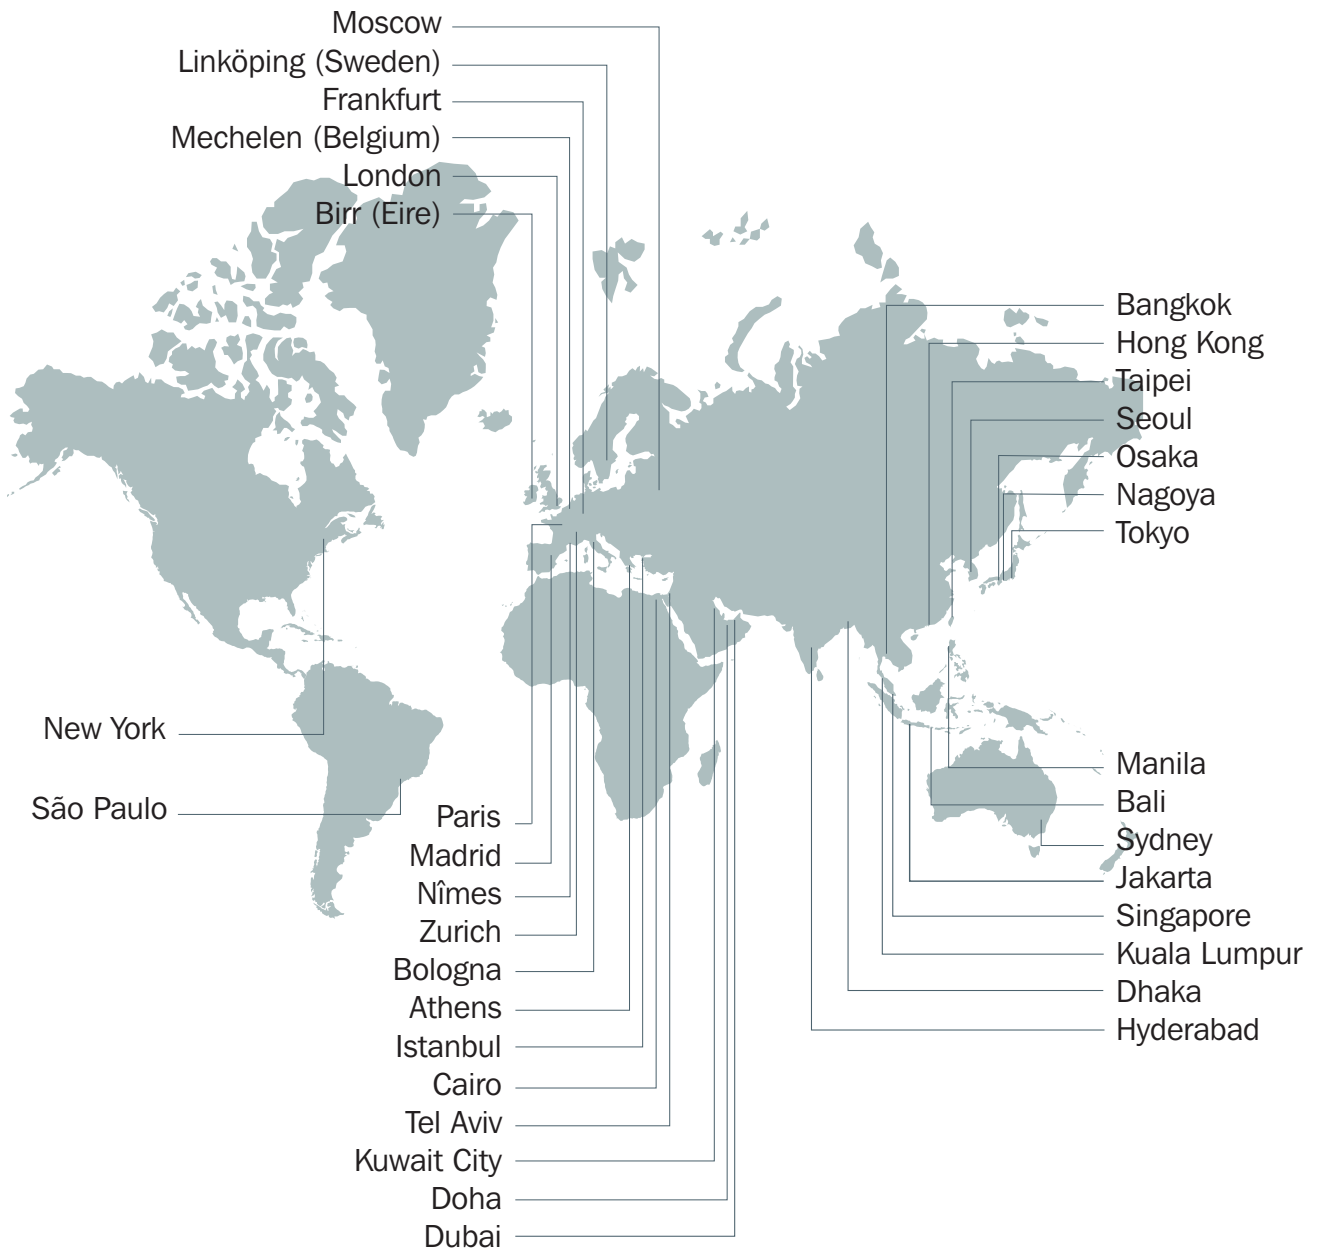 Moscow
Linköping (Sweden)
Frankfurt
Mechelen (Belgium)
London
Birr (Eire)
Bangkok
Hong Kong
Taipei
Seoul
Osaka
Nagoya
Tokyo
New York
São Paulo
Paris
Madrid
Nîmes
Zurich
Bologna
Athens
Istanbul
Cairo
Tel Aviv
Kuwait City
Doha
Dubai
Manila
Bali
Sydney
Jakarta
Singapore
Kuala Lumpur
Dhaka
Hyderabad